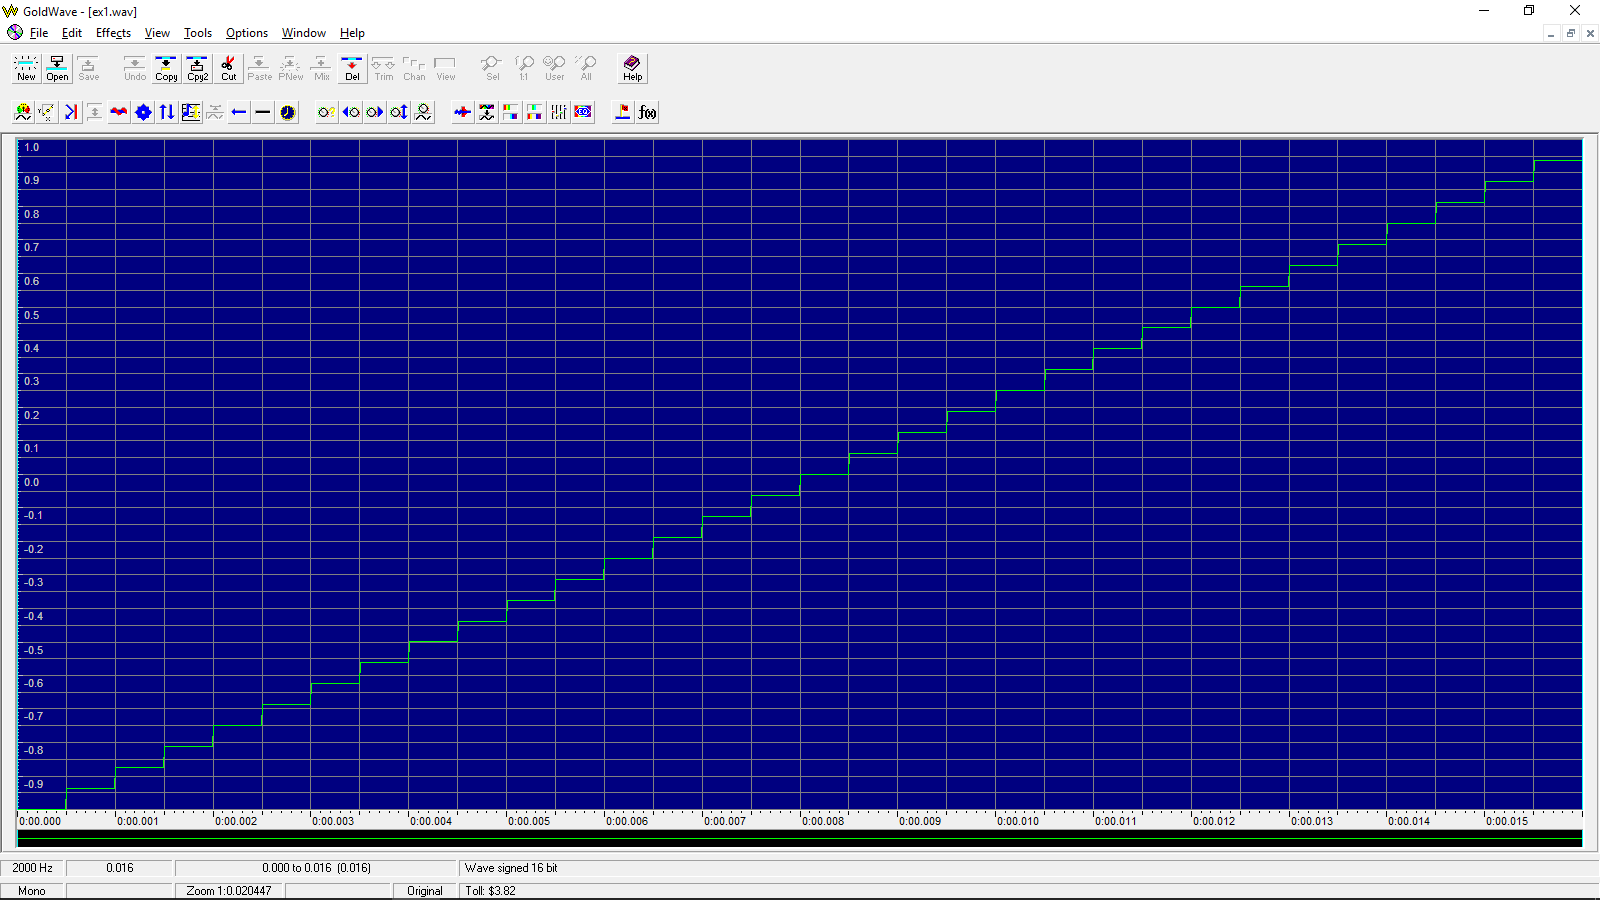 GoldWave - [ex1.wav]
File Edit Effects View Tools Options Window Help
New Open Save Undo Copy Cpy2 Cut Paste PNew Mix Del Trim Chan View Sel 1:1 User All Help
f(x)
1.0
0.9
0.8
0.7
0.6
0.5
0.4
0.3
0.2
0.1
0.0
-0.1
-0.2
-0.3
-0.4
-0.5
-0.6
-0.7
-0.8
-0.9
0:00.000 0:00.001 0:00.002 0:00.003 0:00.004 0:00.005 0:00.006 0:00.007 0:00.008 0:00.009 0:00.010 0:00.011 0:00.012 0:00.013 0:00.014 0:00.015
2000 Hz 0.016 0.000 to 0.016 (0.016) Wave signed 16 bit
Mono Zoom 1:0.020447 Original Toll: $3.82